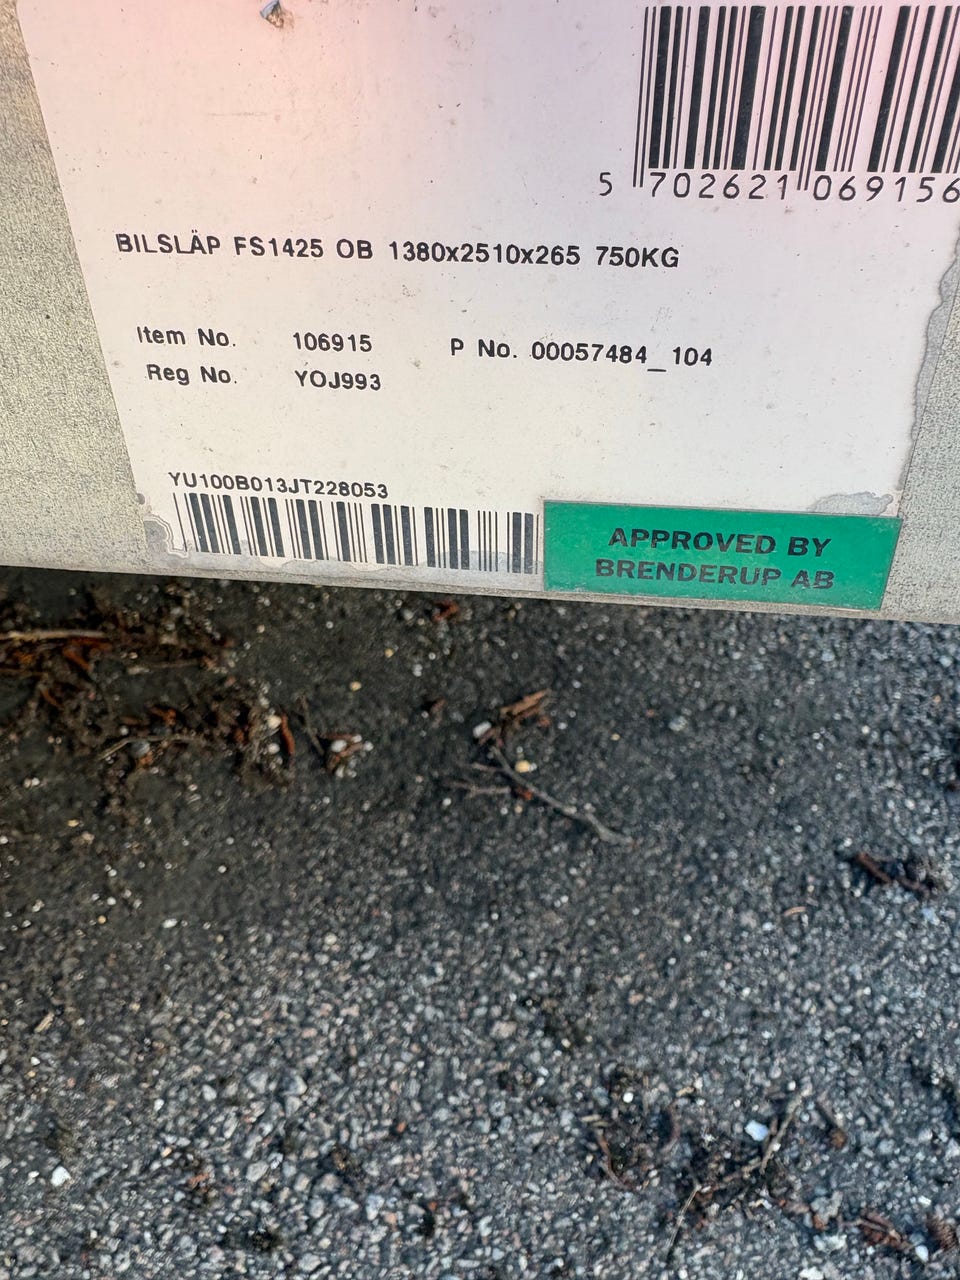 5 702621 069156
BILSLÄP FS1425 OB 1380x2510x265 750KG
Item No. 106915 P No. 00057484_104
Reg No. YOJ993
YU100B013JT228053
APPROVED BY
BRENDERUP AB